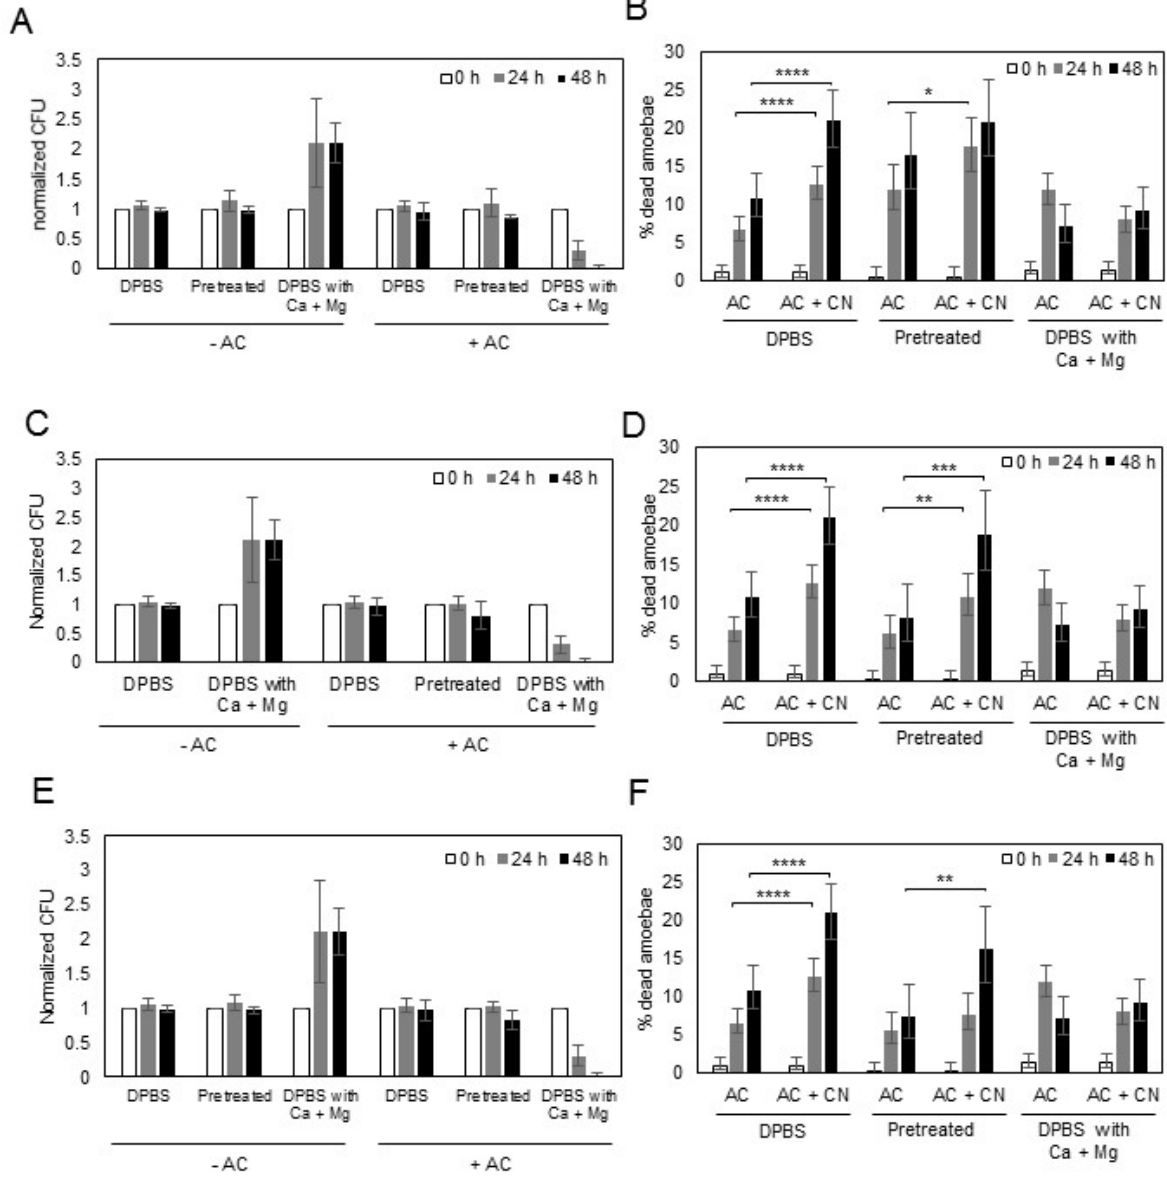 A
normalized CFU
3.5
3
2.5
2
1.5
1
0.5
0
0 h 24 h 48 h
DPBS Pretreated DPBS with DPBS Pretreated DPBS with
Ca + Mg Ca + Mg
- AC + AC
B
% dead amoebae
30
25
20
15
10
5
0
0 h 24 h 48 h
****
****
*
AC AC + CN AC AC + CN AC AC + CN
DPBS Pretreated DPBS with
Ca + Mg
C
Normalized CFU
3.5
3
2.5
2
1.5
1
0.5
0
0 h 24 h 48 h
DPBS DPBS with DPBS Pretreated DPBS with
Ca + Mg Ca + Mg
- AC + AC
D
% dead amoebae
30
25
20
15
10
5
0
0 h 24 h 48 h
**** ***
**** **
AC AC + CN AC AC + CN AC AC + CN
DPBS Pretreated DPBS with
Ca + Mg
E
Normalized CFU
3.5
3
2.5
2
1.5
1
0.5
0
0 h 24 h 48 h
DPBS Pretreated DPBS with DPBS Pretreated DPBS with
Ca + Mg Ca + Mg
- AC + AC
F
% dead amoebae
30
25
20
15
10
5
0
0 h 24 h 48 h
****
****
**
AC AC + CN AC AC + CN AC AC + CN
DPBS Pretreated DPBS with
Ca + Mg